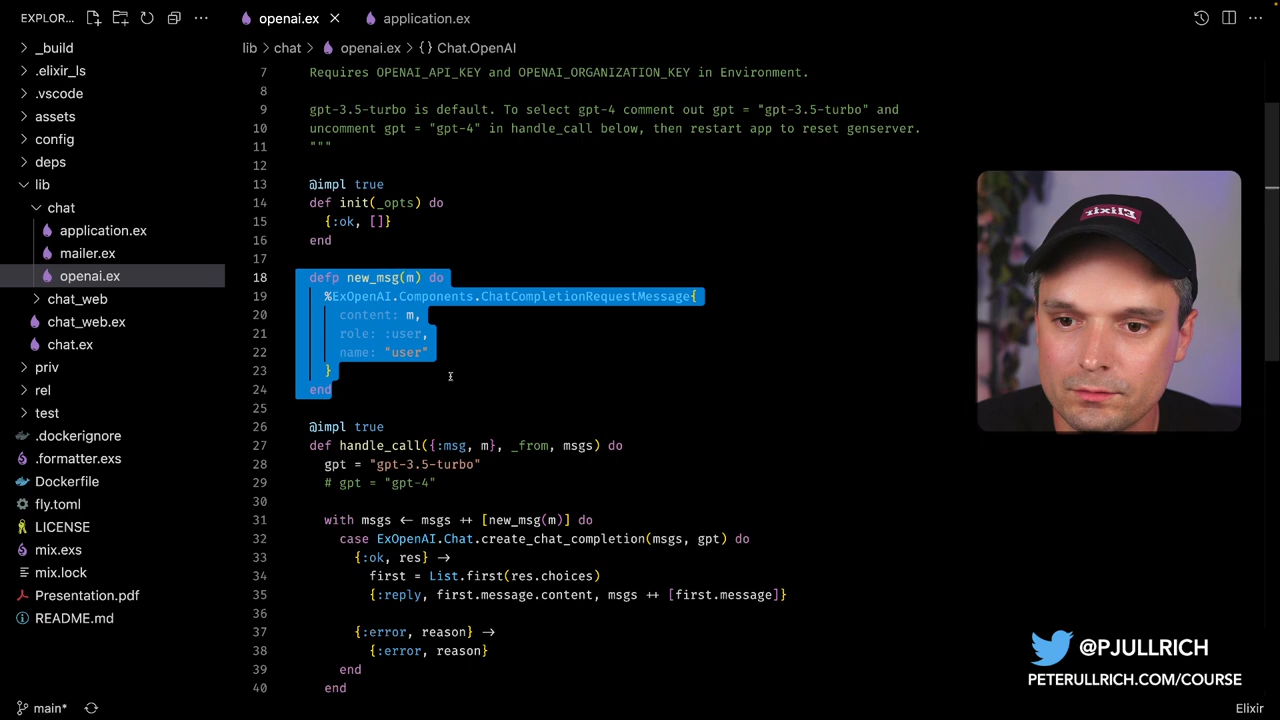 EXPLOR...
openai.ex
application.ex
lib > chat > openai.ex > {} Chat.OpenAI
_build
.elixir_ls
.vscode
assets
config
deps
lib
chat
application.ex
mailer.ex
openai.ex
chat_web
chat_web.ex
chat.ex
priv
rel
test
.dockerignore
.formatter.exs
Dockerfile
fly.toml
LICENSE
mix.exs
mix.lock
Presentation.pdf
README.md
main*
7 Requires OPENAI_API_KEY and OPENAI_ORGANIZATION_KEY in Environment.
8
9 gpt-3.5-turbo is default. To select gpt-4 comment out gpt = "gpt-3.5-turbo" and
10 uncomment gpt = "gpt-4" in handle_call below, then restart app to reset genserver.
11 """
12
13 @impl true
14 def init(_opts) do
15 {:ok, []}
16 end
17
18 defp new_msg(m) do
19 %ExOpenAI.Components.ChatCompletionRequestMessage{
20 content: m,
21 role: :user,
22 name: "user"
23 }
24 end
25
26 @impl true
27 def handle_call({:msg, m}, _from, msgs) do
28 gpt = "gpt-3.5-turbo"
29 # gpt = "gpt-4"
30
31 with msgs <- msgs ++ [new_msg(m)] do
32 case ExOpenAI.Chat.create_chat_completion(msgs, gpt) do
33 {:ok, res} ->
34 first = List.first(res.choices)
35 {:reply, first.message.content, msgs ++ [first.message]}
36
37 {:error, reason} ->
38 {:error, reason}
39 end
40 end
@PJULLRICH
PETERULLRICH.COM/COURSE
Elixir